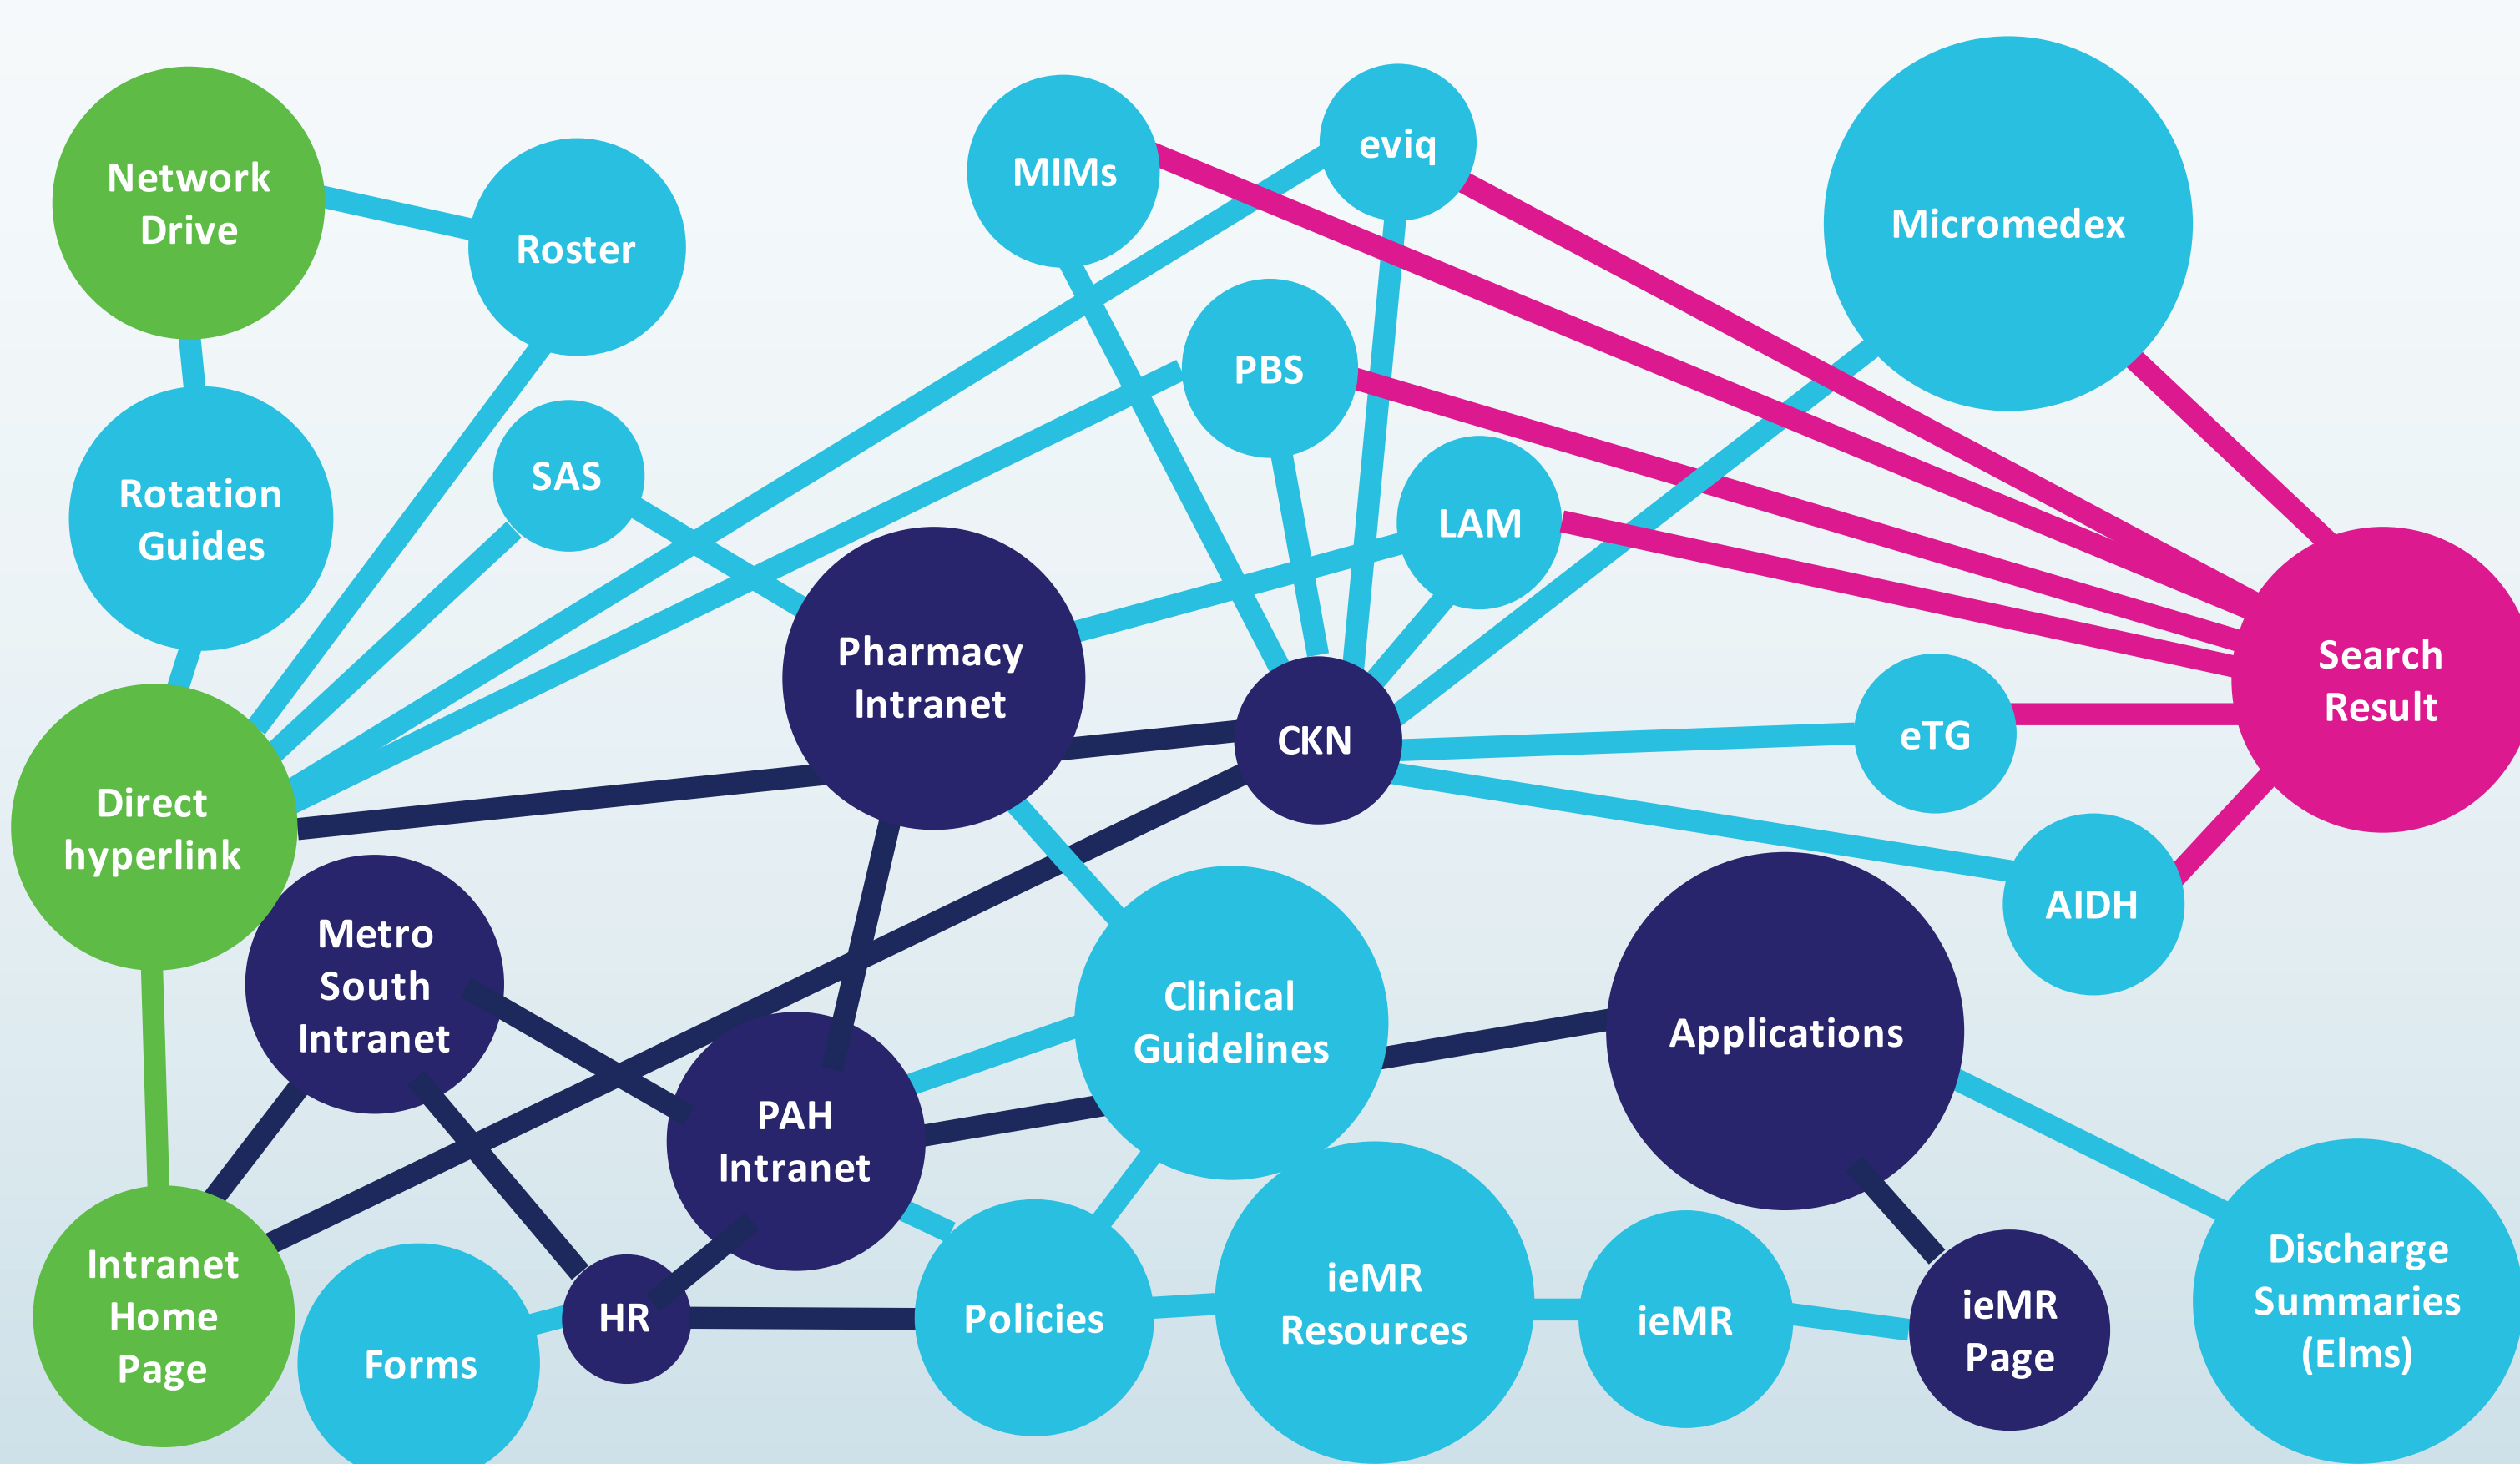 Network
Drive
Roster
MIMs
eviq
Micromedex
PBS
Rotation
Guides
SAS
LAM
Pharmacy
Intranet
CKN
eTG
Search
Result
Direct
hyperlink
AIDH
Metro
South
Intranet
Clinical
Guidelines
Applications
PAH
Intranet
Intranet
Home
Page
Forms
HR
Policies
ieMR
Resources
ieMR
ieMR
Page
Discharge
Summaries
(Elms)